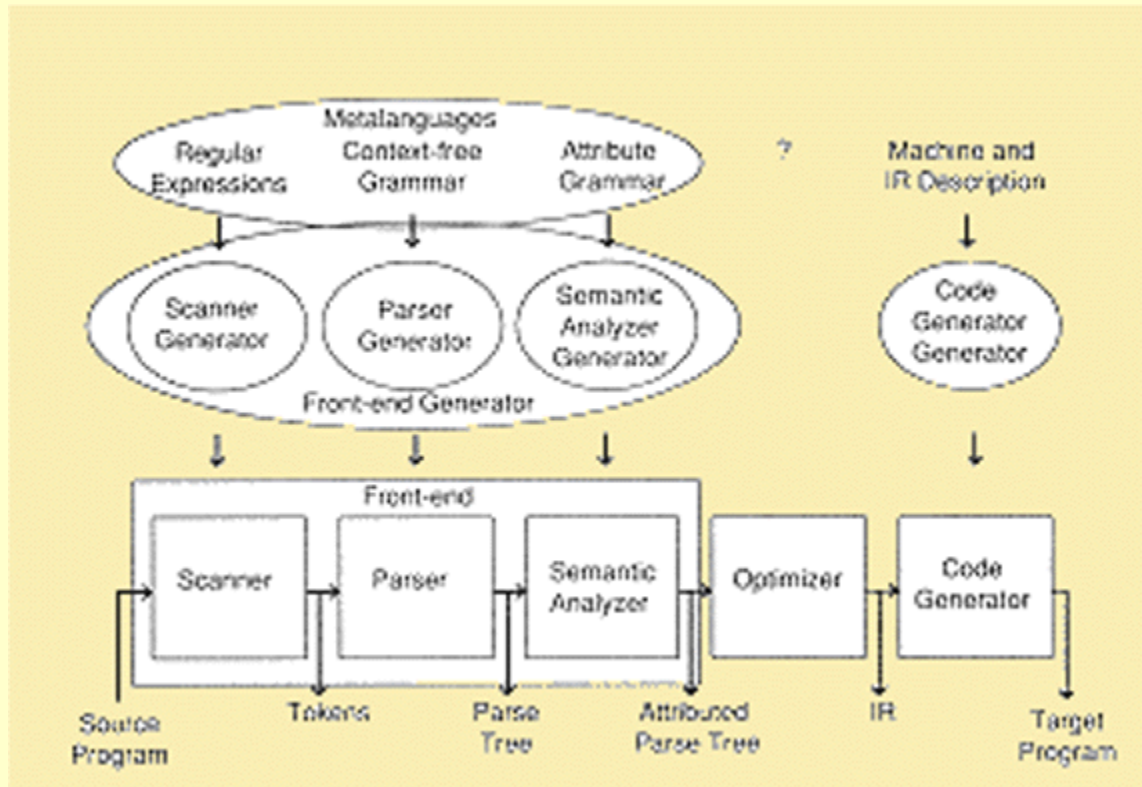 Metalanguages
Regular
Expressions
Context-free
Grammar
Attribute
Grammar
?
Machine and
IR Description
Scanner
Generator
Parser
Generator
Semantic
Analyzer
Generator
Code
Generator
Generator
Front-end Generator
Front-end
Scanner
Parser
Semantic
Analyzer
Optimizer
Code
Generator
Source
Program
Tokens
Parse
Tree
Attributed
Parse Tree
IR
Target
Program